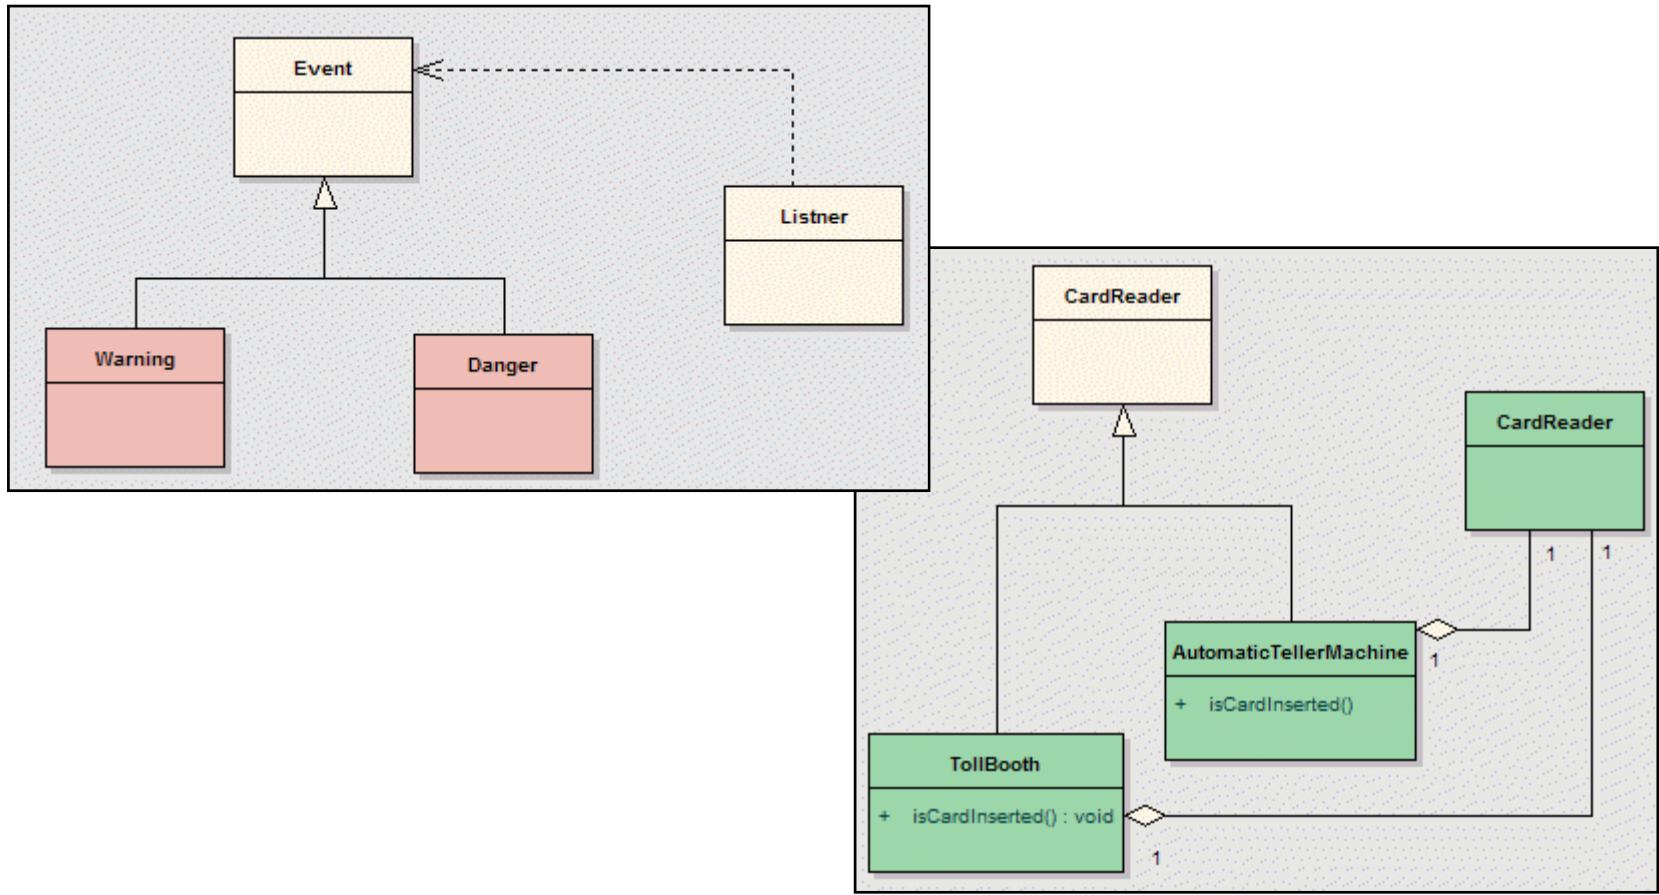 Event
Listner
Warning
Danger
CardReader
CardReader
1
1
AutomaticTellerMachine
1
+ isCardInserted()
TollBooth
+ isCardInserted() : void
1